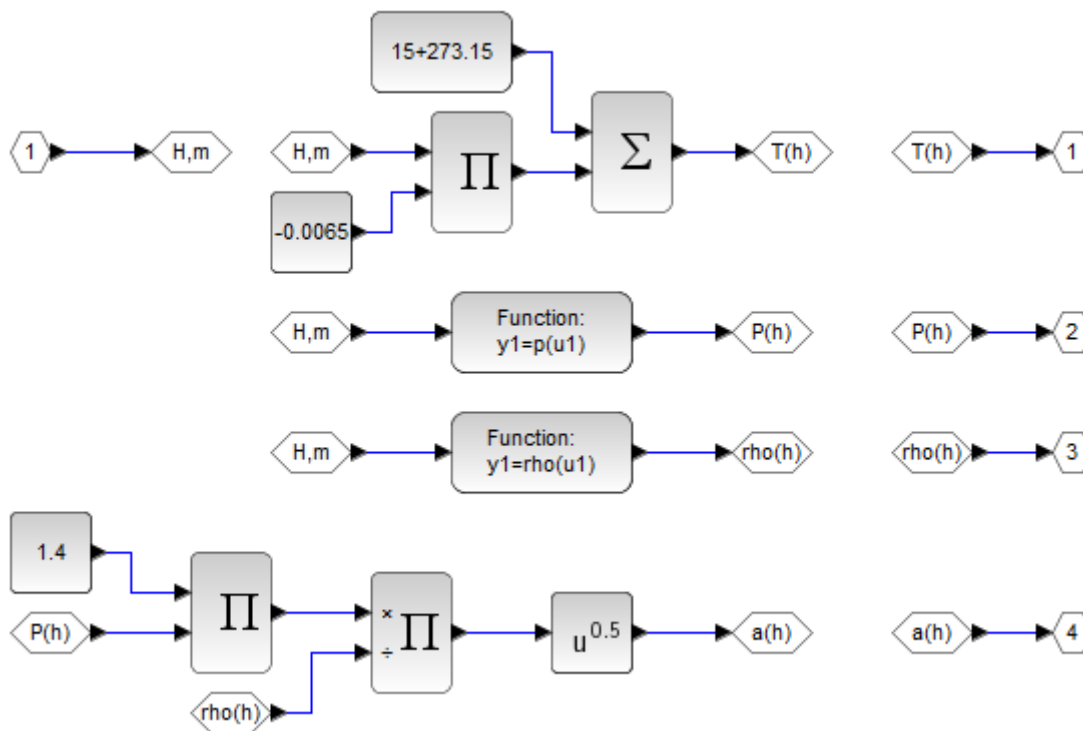 15+273.15
1
H,m
H,m
∏
Σ
T(h)
T(h)
1
-0.0065
H,m
Function:
y1=p(u1)
P(h)
P(h)
2
H,m
Function:
y1=rho(u1)
rho(h)
rho(h)
3
1.4
P(h)
∏
×
÷
∏
u^0.5
a(h)
a(h)
4
rho(h)